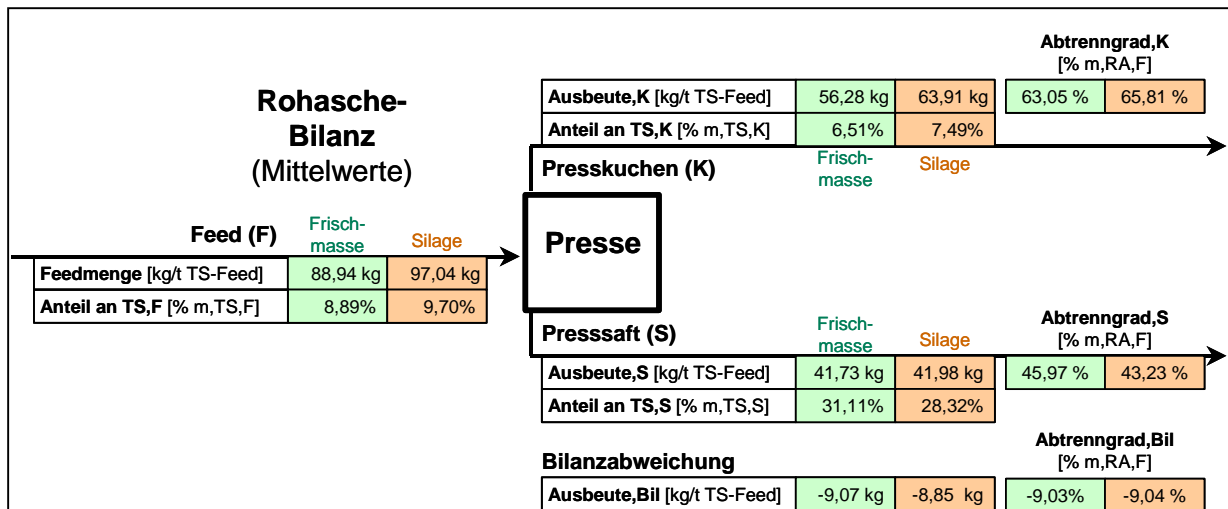 Rohasche-
Bilanz
(Mittelwerte)
Abtrenngrad,K
[% m,RA,F]
Ausbeute,K [kg/t TS-Feed] 56,28 kg 63,91 kg 63,05 % 65,81 %
Anteil an TS,K [% m,TS,K] 6,51% 7,49%
Presskuchen (K) Frisch-
masse Silage
Feed (F) Frisch-
masse Silage
Feedmenge [kg/t TS-Feed] 88,94 kg 97,04 kg
Anteil an TS,F [% m,TS,F] 8,89% 9,70%
Presse
Presssaft (S) Frisch-
masse Silage
Abtrenngrad,S
[% m,RA,F]
Ausbeute,S [kg/t TS-Feed] 41,73 kg 41,98 kg 45,97 % 43,23 %
Anteil an TS,S [% m,TS,S] 31,11% 28,32%
Bilanzabweichung
Abtrenngrad,Bil
[% m,RA,F]
Ausbeute,Bil [kg/t TS-Feed] -9,07 kg -8,85 kg -9,03% -9,04 %